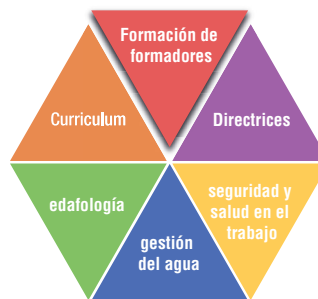 Formación de
formadores
Curriculum
Directrices
edafología
gestión
del agua
seguridad y
salud en el
trabajo